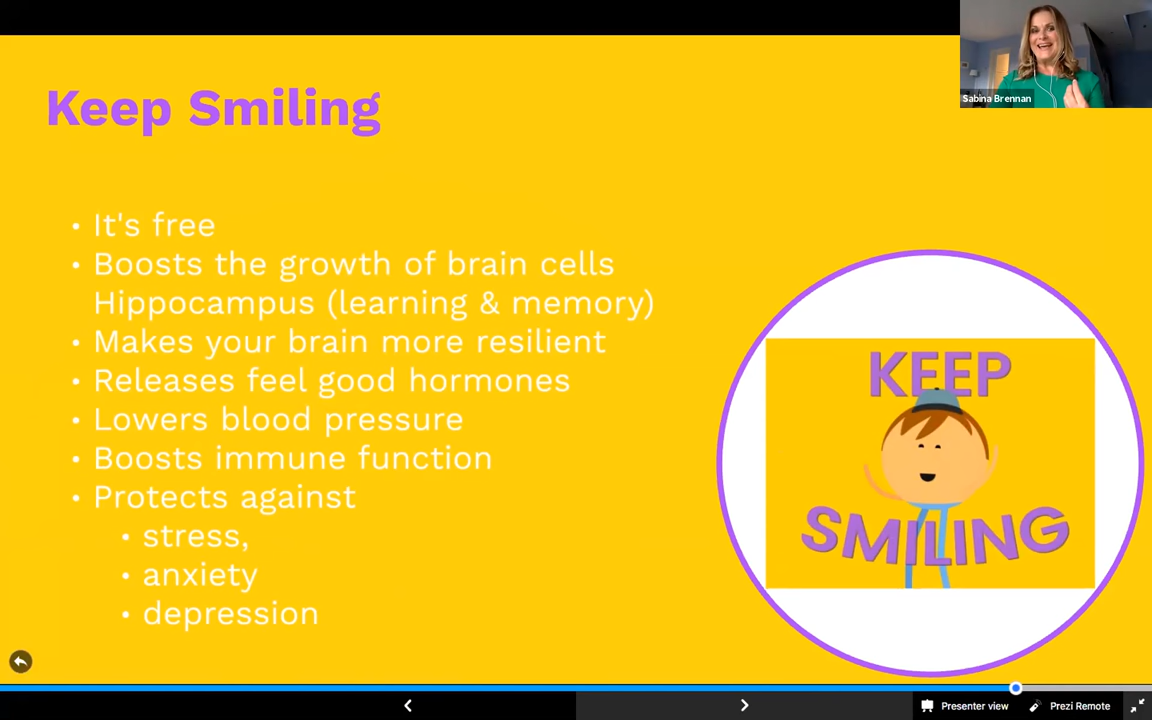 Sabina Brennan
Keep Smiling
• It's free
• Boosts the growth of brain cells
Hippocampus (learning & memory)
• Makes your brain more resilient
• Releases feel good hormones
• Lowers blood pressure
• Boosts immune function
• Protects against
• stress,
• anxiety
• depression
KEEP
SMILING
Presenter view
Prezi Remote